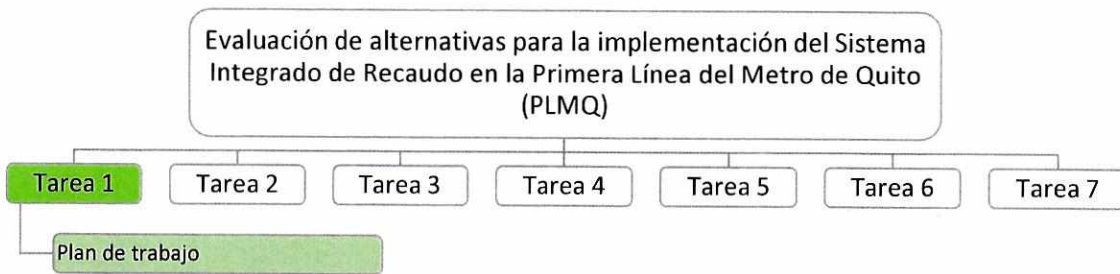 Evaluación de alternativas para la implementación del Sistema
Integrado de Recaudo en la Primera Línea del Metro de Quito
(PLMQ)
Tarea 1
Tarea 2
Tarea 3
Tarea 4
Tarea 5
Tarea 6
Tarea 7
Plan de trabajo